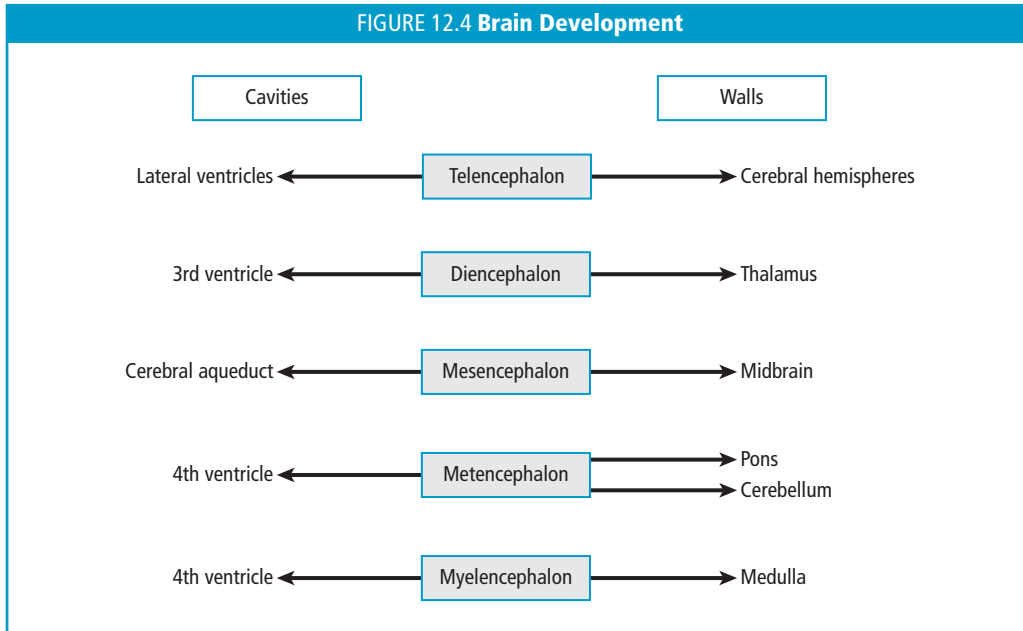 FIGURE 12.4 Brain Development
Cavities Walls
Lateral ventricles Telencephalon Cerebral hemispheres
3rd ventricle Diencephalon Thalamus
Cerebral aqueduct Mesencephalon Midbrain
4th ventricle Metencephalon Pons
Cerebellum
4th ventricle Myelencephalon Medulla